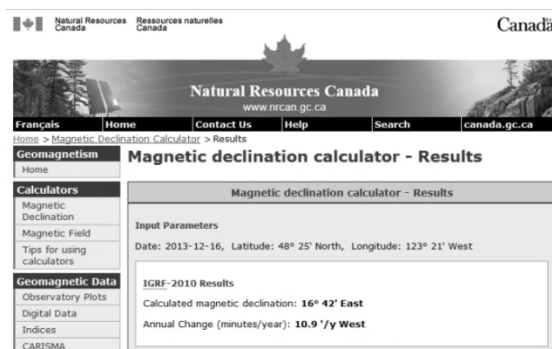 Natural Resources Canada
Ressources naturelles Canada
Canada
Natural Resources Canada
www.nrcan.gc.ca
Français Home Contact Us Help Search canada.gc.ca
Home > Magnetic Declination Calculator > Results
Geomagnetism
Home
Calculators
Magnetic
Declination
Magnetic Field
Tips for using
calculators
Geomagnetic Data
Observatory Plots
Digital Data
Indices
CARISMA
Magnetic declination calculator - Results
Magnetic declination calculator - Results
Input Parameters
Date: 2013-12-16, Latitude: 48° 25' North, Longitude: 123° 21' West
IGRF-2010 Results
Calculated magnetic declination: 16° 42' East
Annual Change (minutes/year): 10.9 '/y West